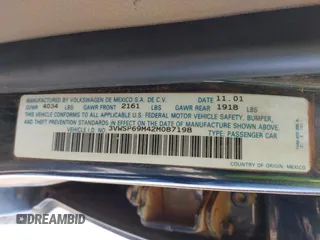 MFD. BY VOLKSWAGEN DE MEXICO S.A. DE C.V. DATE 11.01
GVWR 4034 LBS GAWR FRONT 2161 LBS GAWR REAR 1918 LBS
THIS VEHICLE CONFORMS TO ALL APPLICABLE U.S. FEDERAL MOTOR VEHICLE SAFETY, BUMPER,
AND THEFT PREVENTION STANDARDS IN EFFECT ON THE DATE OF MANUFACTURE SHOWN ABOVE.
VEHICLE I.D. NO.: 3VWSP69M42M087198 TYPE: PASSENGER CAR
COUNTRY OF ORIGIN: MEXICO
DREAMBID